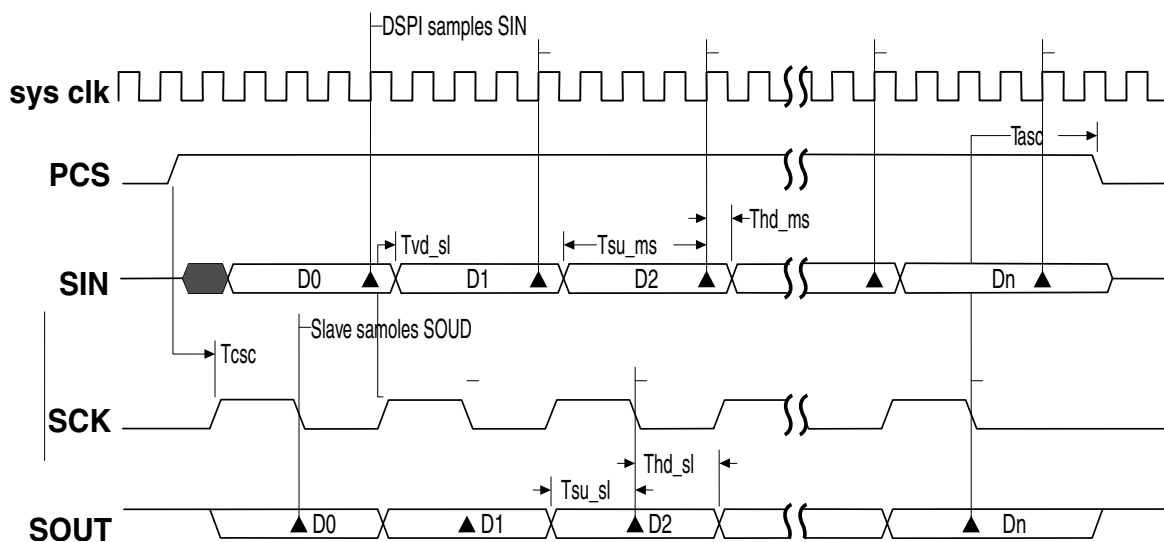 DSPI samples SIN
sys clk
Tasc
PCS
Thd_ms
Tvd_sl
Tsu_ms
SIN
D0
D1
D2
Dn
Slave samoles SOUD
Tcsc
SCK
Thd_sl
Tsu_sl
SOUT
D0
D1
D2
Dn